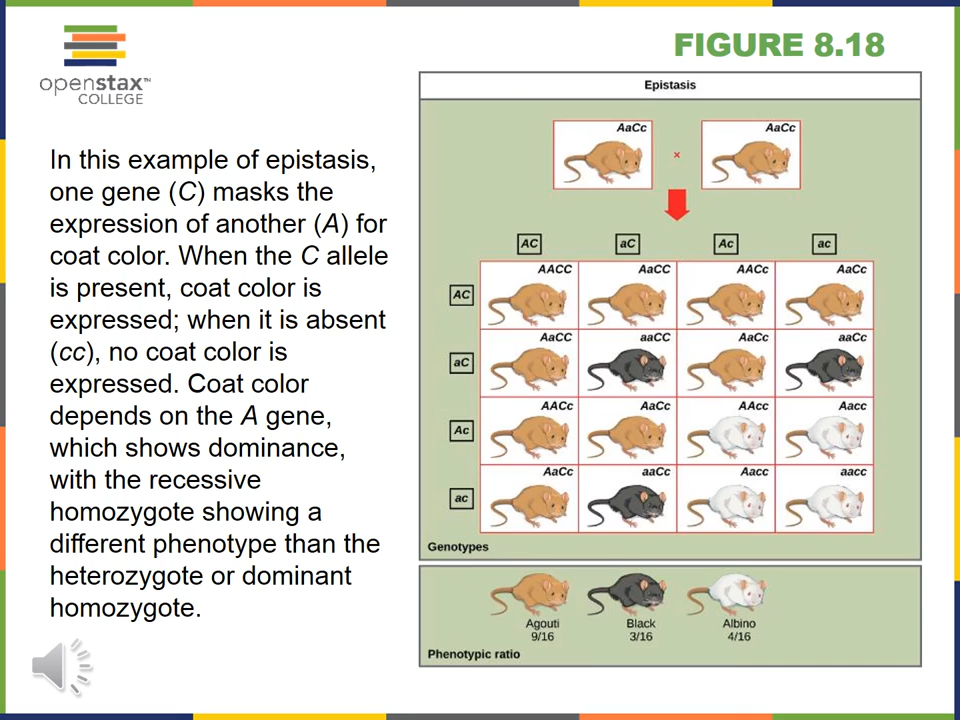 openstax™
COLLEGE
FIGURE 8.18
In this example of epistasis,
one gene (C) masks the
expression of another (A) for
coat color. When the C allele
is present, coat color is
expressed; when it is absent
(cc), no coat color is
expressed. Coat color
depends on the A gene,
which shows dominance,
with the recessive
homozygote showing a
different phenotype than the
heterozygote or dominant
homozygote.
Epistasis
AaCc × AaCc
AC aC Ac ac
AC AACC AaCC AACc AaCc
aC AaCC aaCC AaCc aaCc
Ac AACc AaCc AAcc Aacc
ac AaCc aaCc Aacc aacc
Genotypes
Agouti Black Albino
9/16 3/16 4/16
Phenotypic ratio